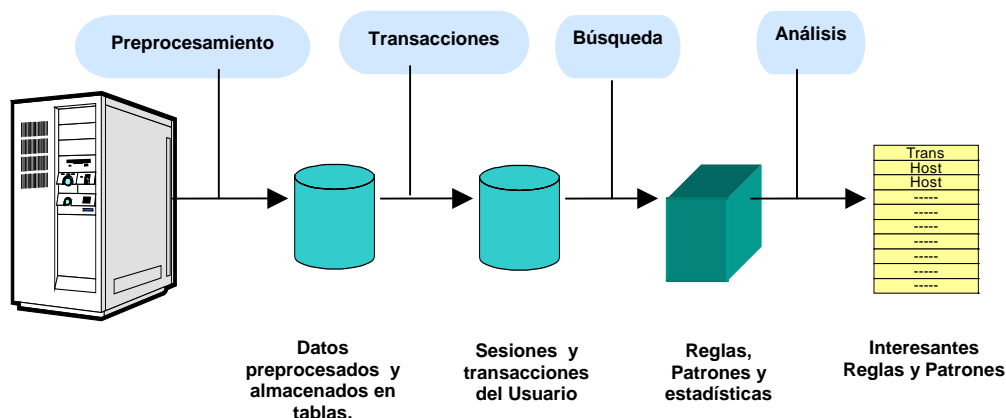 Preprocesamiento
Transacciones
Búsqueda
Análisis
Trans
Host
Host
-----
-----
-----
-----
-----
-----
-----
Datos
preprocesados y
almacenados en
tablas.
Sesiones y
transacciones
del Usuario
Reglas,
Patrones y
estadísticas
Interesantes
Reglas y Patrones